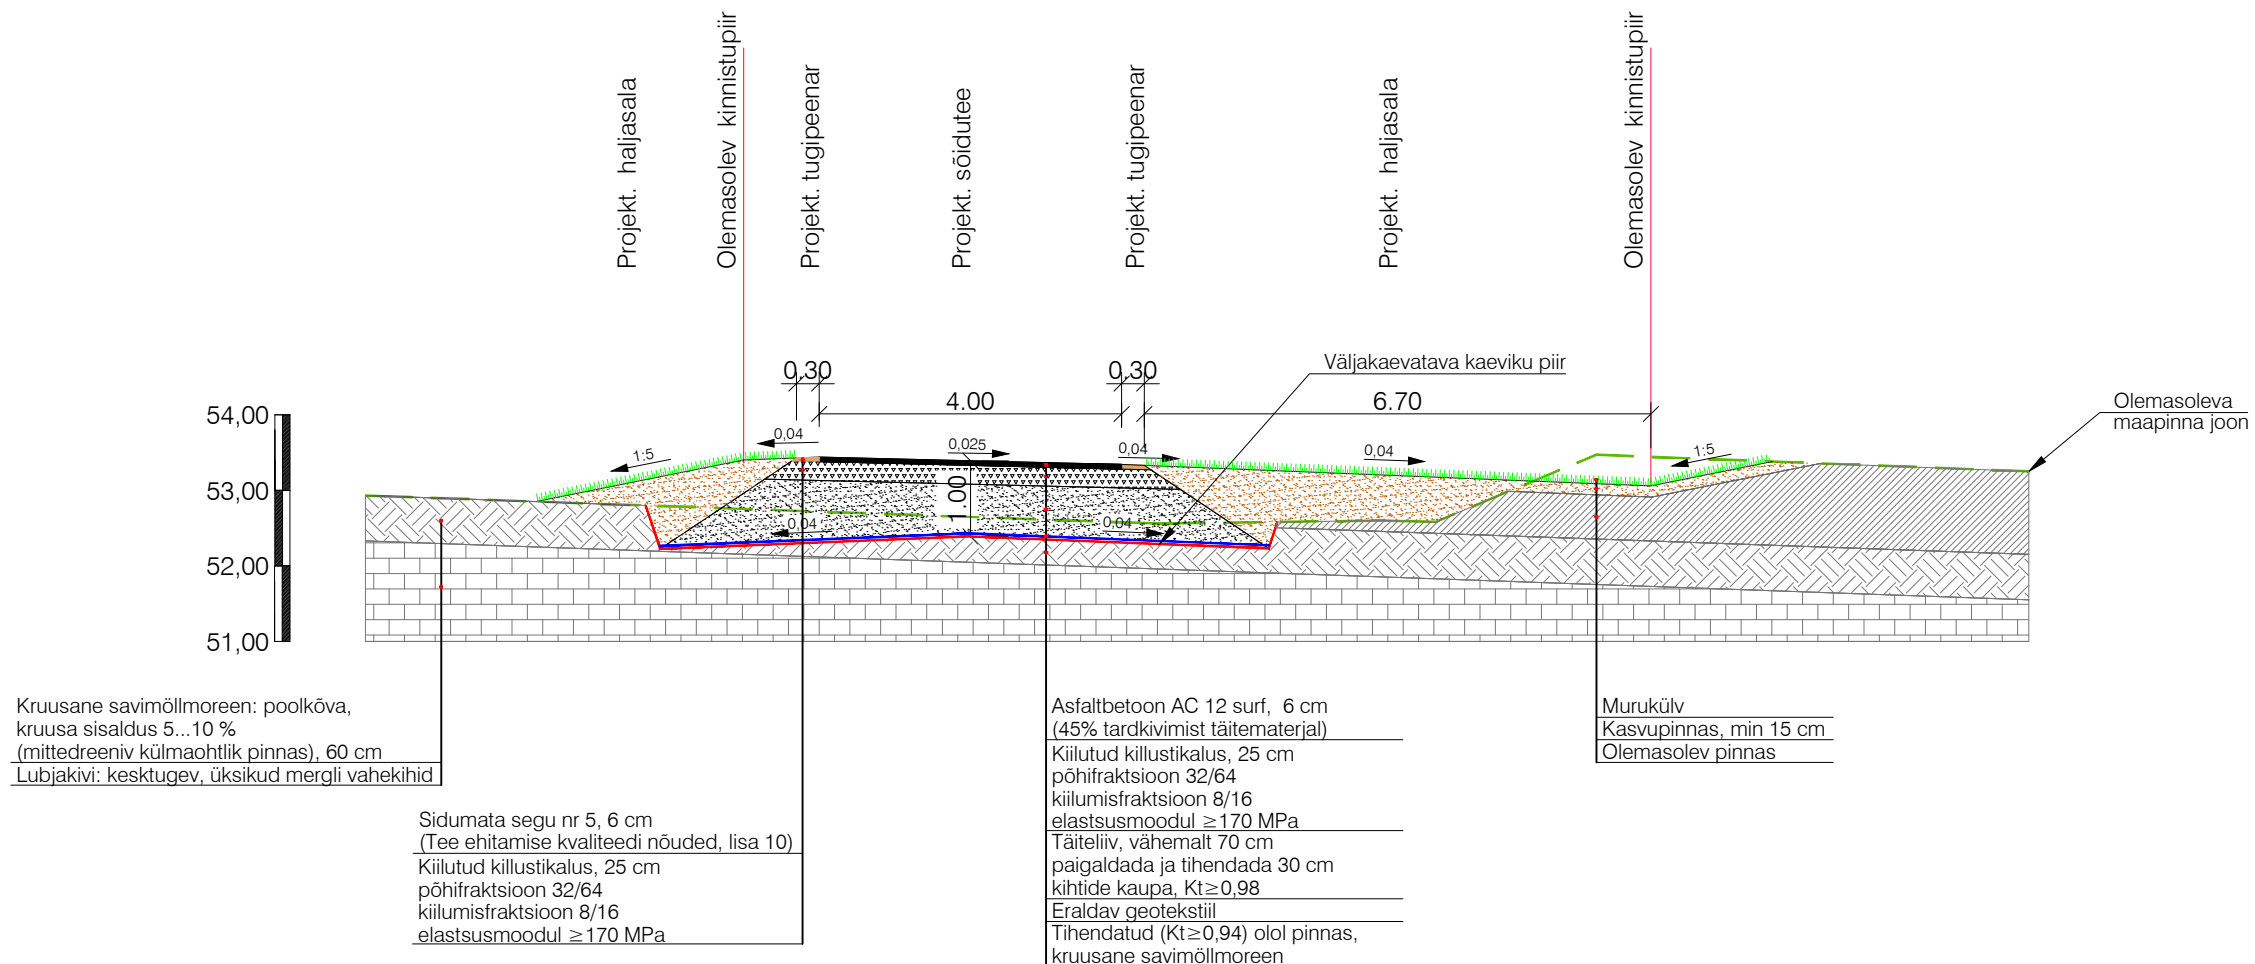 Projekt. haljasala
Olemasolev kinnistupiir
Projekt. tugipeenar
Projekt. sõidutee
Projekt. tugipeenar
Projekt. haljasala
Olemasolev kinnistupiir
Väljakaevatava kaeviku piir
0,30
0,30
4.00
6.70
Olemasoleva
maapinna joon
54,00
53,00
52,00
51,00
1:5
0,04
0,025
0,04
0,04
1:5
1.00
0,04
0,04
Kruusane savimöllmoreen: poolkõva,
kruusa sisaldus 5...10 %
(mittedreeniv külmaohtlik pinnas), 60 cm
Lubjakivi: kesktugev, üksikud mergli vahekihid
Sidumata segu nr 5, 6 cm
(Tee ehitamise kvaliteedi nõuded, lisa 10)
Kiilutud killustikalus, 25 cm
põhifraktsioon 32/64
kiilumisfraktsioon 8/16
elastsusmoodul ≥170 MPa
Asfaltbetoon AC 12 surf, 6 cm
(45% tardkivimist täitematerjal)
Kiilutud killustikalus, 25 cm
põhifraktsioon 32/64
kiilumisfraktsioon 8/16
elastsusmoodul ≥170 MPa
Täiteliiv, vähemalt 70 cm
paigaldada ja tihendada 30 cm
kihtide kaupa, Kt≥0,98
Eraldav geotekstiil
Tihendatud (Kt≥0,94) olol pinnas,
kruusane savimöllmoreen
Murukülv
Kasvupinnas, min 15 cm
Olemasolev pinnas